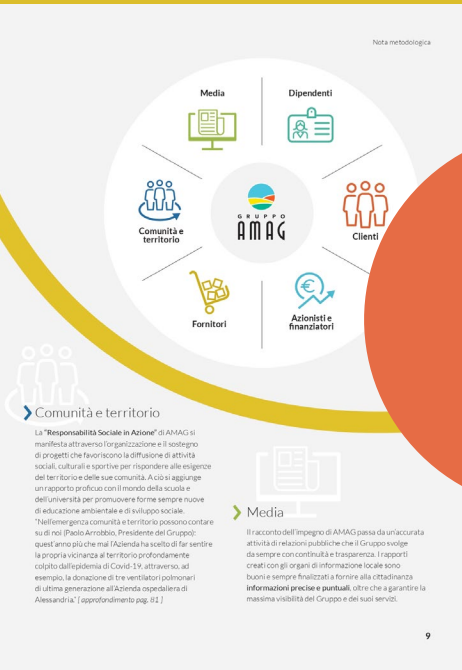 Nota metodologica
Media
Dipendenti
Comunità e
territorio
GRUPPO
AMAG
Clienti
Fornitori
Azionisti e
finanziatori
Comunità e territorio
La "Responsabilità Sociale in Azione" di AMAG si
manifesta attraverso l'organizzazione e il sostegno
di progetti che favoriscono la diffusione di attività
sociali, culturali e sportive per rispondere alle esigenze
del territorio e delle sue comunità. A ciò si aggiunge
un rapporto proficuo con il mondo della scuola e
dell'università per promuovere forme sempre nuove
di educazione ambientale e di sviluppo sociale.
"Nell'emergenza comunità e territorio possono contare
su di noi (Paolo Arrobbio, Presidente del Gruppo):
quest'anno più che mai l'Azienda ha scelto di far sentire
la propria vicinanza al territorio profondamente
colpito dall'epidemia di Covid-19, attraverso, ad
esempio, la donazione di tre ventilatori polmonari
di ultima generazione all'Azienda ospedaliera di
Alessandria." [ approfondimento pag. 81 ]
Media
Il racconto dell'impegno di AMAG passa da un'accurata
attività di relazioni pubbliche che il Gruppo svolge
da sempre con continuità e trasparenza. I rapporti
creati con gli organi di informazione locale sono
buoni e sempre finalizzati a fornire alla cittadinanza
informazioni precise e puntuali, oltre che a garantire la
massima visibilità del Gruppo e dei suoi servizi.
9